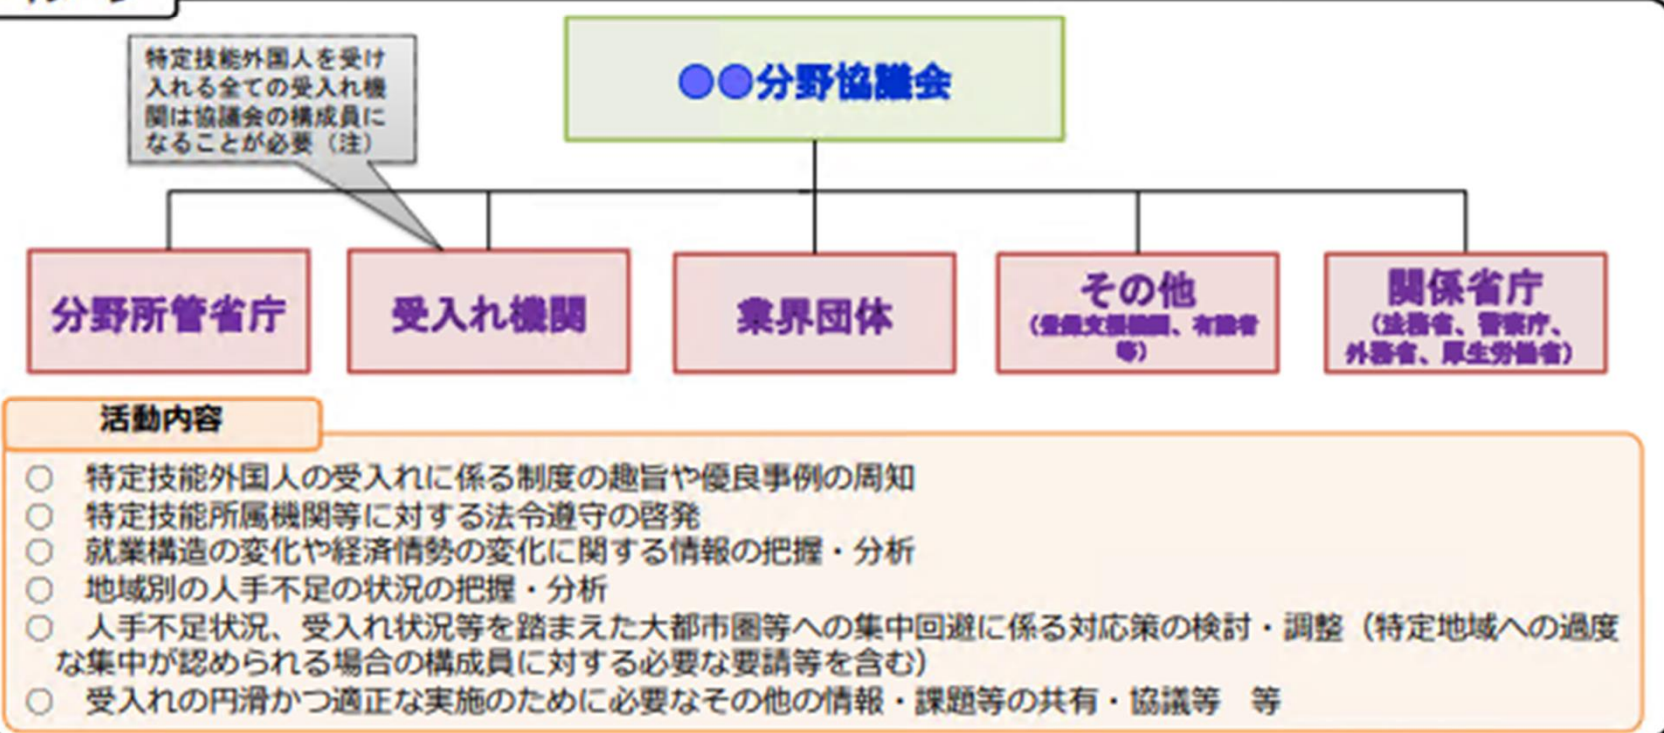 特定技能外国人を受け
入れる全ての受入れ機
関は協議会の構成員に
なることが必要（注）
●●分野協議会
分野所管省庁
受入れ機関
業界団体
その他
（登録支援機関、有識者
等）
関係省庁
（法務省、警察庁、
外務省、厚生労働省）
活動内容
○　特定技能外国人の受入れに係る制度の趣旨や優良事例の周知
○　特定技能所属機関等に対する法令遵守の啓発
○　就業構造の変化や経済情勢の変化に関する情報の把握・分析
○　地域別の人手不足の状況の把握・分析
○　人手不足状況、受入れ状況等を踏まえた大都市圏等への集中回避に係る対応策の検討・調整（特定地域への過度
な集中が認められる場合の構成員に対する必要な要請等を含む）
○　受入れの円滑かつ適正な実施のために必要なその他の情報・課題等の共有・協議等　等